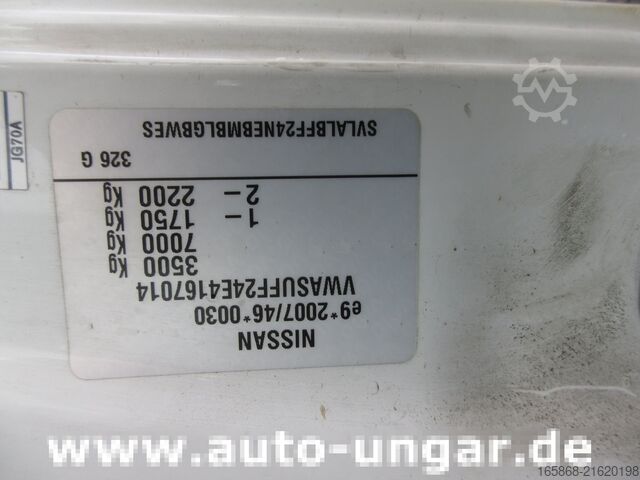 NISSAN
e9*2007/46*0030
VWASUFF24E4167014
3500 Kg
7000 Kg
1– 1750 Kg
2– 2200 Kg
326 G
SVLALBFF24NEBMBLGBWES
JG70A
www.auto-ungar.de
165868-21620198